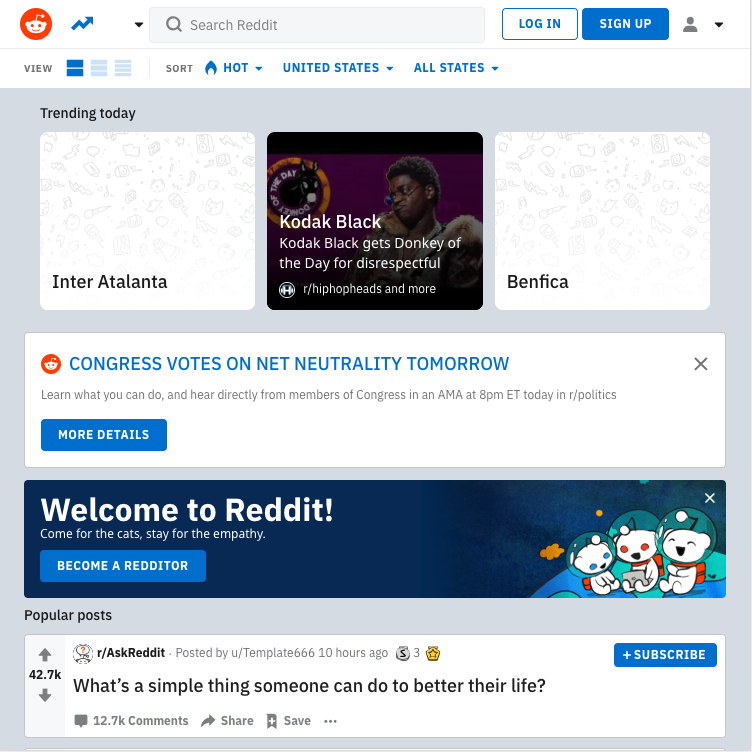 Search Reddit
LOG IN
SIGN UP
VIEW
SORT
HOT
UNITED STATES
ALL STATES
Trending today
Inter Atalanta
DONKEY OF THE DAY
Kodak Black
Kodak Black gets Donkey of
the Day for disrespectful
r/hiphopheads and more
Benfica
CONGRESS VOTES ON NET NEUTRALITY TOMORROW
Learn what you can do, and hear directly from members of Congress in an AMA at 8pm ET today in r/politics
MORE DETAILS
Welcome to Reddit!
Come for the cats, stay for the empathy.
BECOME A REDDITOR
Popular posts
42.7k
r/AskReddit · Posted by u/Template666 10 hours ago S 3
+ SUBSCRIBE
What's a simple thing someone can do to better their life?
12.7k Comments Share Save ···